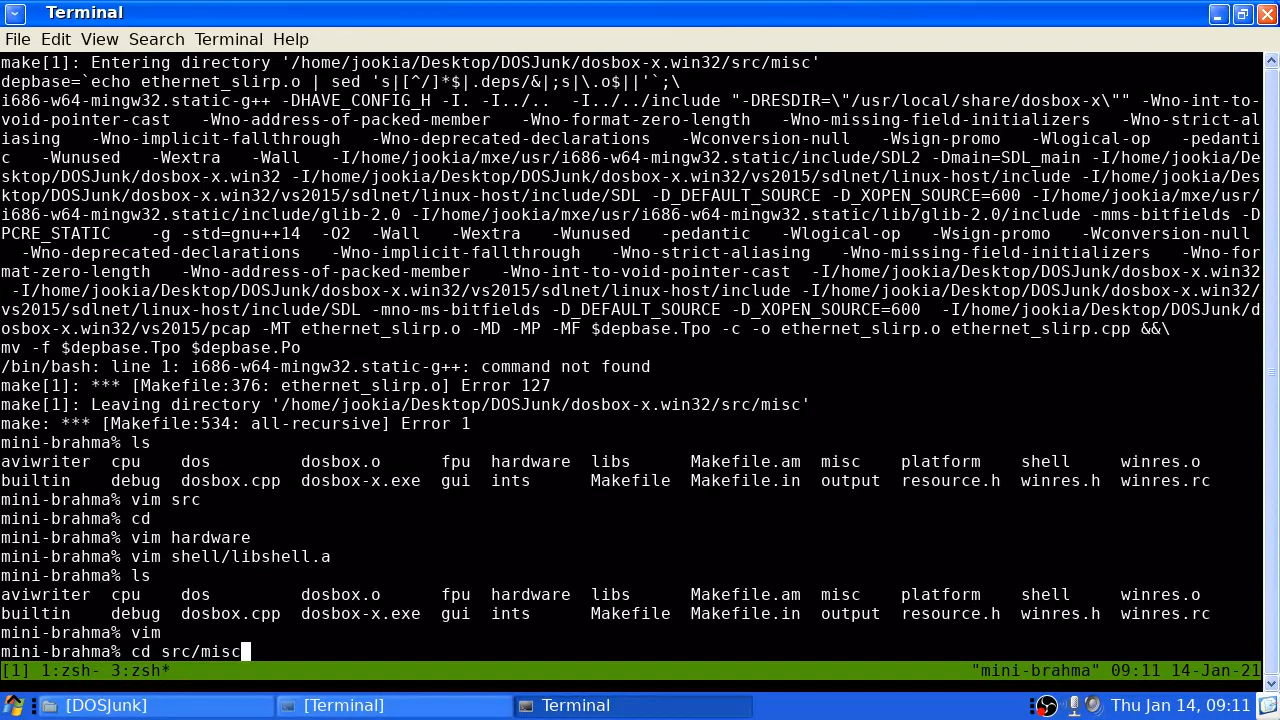 Terminal
File Edit View Search Terminal Help
make[1]: Entering directory '/home/jookia/Desktop/DOSJunk/dosbox-x.win32/src/misc'
depbase=`echo ethernet_slirp.o | sed 's|[^/]*$|.deps/&|;s|\.o$||'`;\
i686-w64-mingw32.static-g++ -DHAVE_CONFIG_H -I. -I../..  -I../../include "-DRESDIR=\"/usr/local/share/dosbox-x\"" -Wno-int-to-
void-pointer-cast   -Wno-address-of-packed-member   -Wno-format-zero-length   -Wno-missing-field-initializers   -Wno-strict-al
iasing   -Wno-implicit-fallthrough   -Wno-deprecated-declarations   -Wconversion-null   -Wsign-promo   -Wlogical-op   -pedanti
c   -Wunused   -Wextra   -Wall   -I/home/jookia/mxe/usr/i686-w64-mingw32.static/include/SDL2 -Dmain=SDL_main -I/home/jookia/De
sktop/DOSJunk/dosbox-x.win32 -I/home/jookia/Desktop/DOSJunk/dosbox-x.win32/vs2015/sdlnet/linux-host/include -I/home/jookia/Des
ktop/DOSJunk/dosbox-x.win32/vs2015/sdlnet/linux-host/include/SDL -D_DEFAULT_SOURCE -D_XOPEN_SOURCE=600 -I/home/jookia/mxe/usr/
i686-w64-mingw32.static/include/glib-2.0 -I/home/jookia/mxe/usr/i686-w64-mingw32.static/lib/glib-2.0/include -mms-bitfields -D
PCRE_STATIC    -g -std=gnu++14  -O2  -Wall   -Wextra   -Wunused   -pedantic   -Wlogical-op   -Wsign-promo   -Wconversion-null
  -Wno-deprecated-declarations   -Wno-implicit-fallthrough   -Wno-strict-aliasing   -Wno-missing-field-initializers   -Wno-for
mat-zero-length   -Wno-address-of-packed-member   -Wno-int-to-void-pointer-cast  -I/home/jookia/Desktop/DOSJunk/dosbox-x.win32
 -I/home/jookia/Desktop/DOSJunk/dosbox-x.win32/vs2015/sdlnet/linux-host/include -I/home/jookia/Desktop/DOSJunk/dosbox-x.win32/
vs2015/sdlnet/linux-host/include/SDL -mno-ms-bitfields -D_DEFAULT_SOURCE -D_XOPEN_SOURCE=600  -I/home/jookia/Desktop/DOSJunk/d
osbox-x.win32/vs2015/pcap -MT ethernet_slirp.o -MD -MP -MF $depbase.Tpo -c -o ethernet_slirp.o ethernet_slirp.cpp &&\
mv -f $depbase.Tpo $depbase.Po
/bin/bash: line 1: i686-w64-mingw32.static-g++: command not found
make[1]: *** [Makefile:376: ethernet_slirp.o] Error 127
make[1]: Leaving directory '/home/jookia/Desktop/DOSJunk/dosbox-x.win32/src/misc'
make: *** [Makefile:534: all-recursive] Error 1
mini-brahma% ls
aviwriter  cpu    dos         dosbox.o      fpu  hardware  libs      Makefile.am  misc    platform    shell     winres.o
builtin    debug  dosbox.cpp  dosbox-x.exe  gui  ints      Makefile  Makefile.in  output  resource.h  winres.h  winres.rc
mini-brahma% vim src
mini-brahma% cd
mini-brahma% vim hardware
mini-brahma% vim shell/libshell.a
mini-brahma% ls
aviwriter  cpu    dos         dosbox.o      fpu  hardware  libs      Makefile.am  misc    platform    shell     winres.o
builtin    debug  dosbox.cpp  dosbox-x.exe  gui  ints      Makefile  Makefile.in  output  resource.h  winres.h  winres.rc
mini-brahma% vim
mini-brahma% cd src/misc
[1] 1:zsh- 3:zsh* "mini-brahma" 09:11 14-Jan-21
[DOSJunk] [Terminal] Terminal Thu Jan 14, 09:11